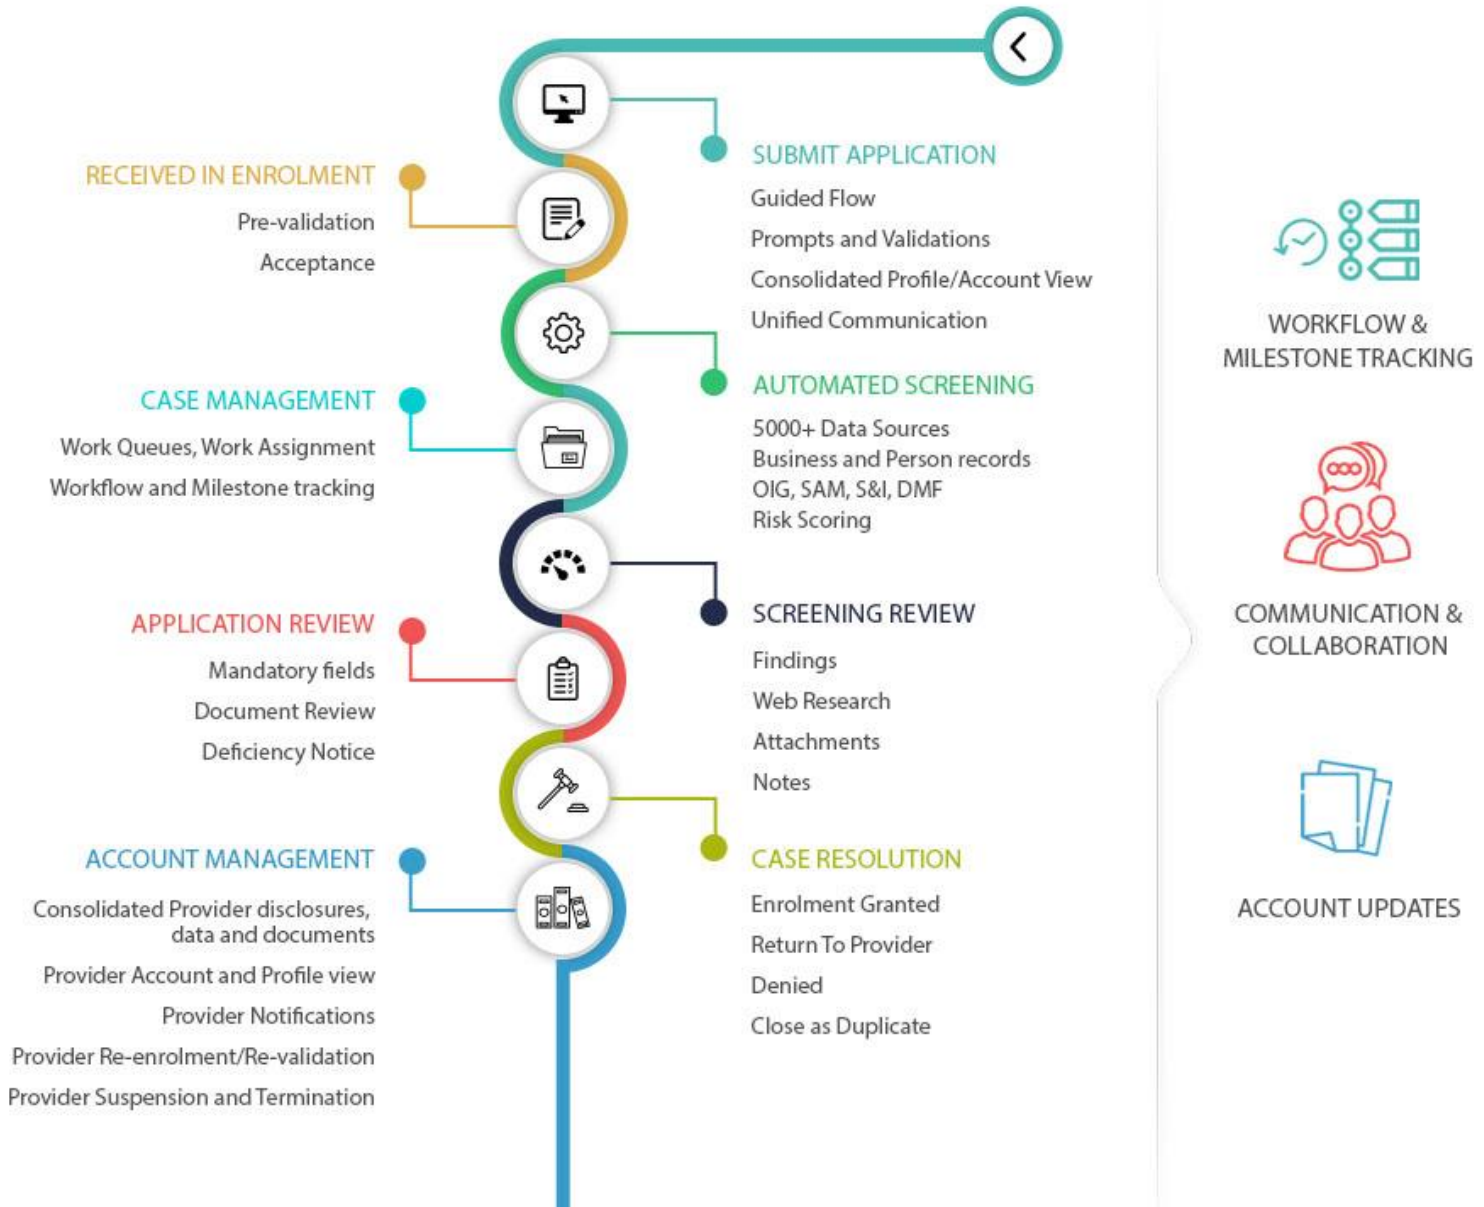 SUBMIT APPLICATION
Guided Flow
Prompts and Validations
Consolidated Profile/Account View
Unified Communication
RECEIVED IN ENROLMENT
Pre-validation
Acceptance
AUTOMATED SCREENING
5000+ Data Sources
Business and Person records
OIG, SAM, S&I, DMF
Risk Scoring
CASE MANAGEMENT
Work Queues, Work Assignment
Workflow and Milestone tracking
SCREENING REVIEW
Findings
Web Research
Attachments
Notes
APPLICATION REVIEW
Mandatory fields
Document Review
Deficiency Notice
CASE RESOLUTION
Enrolment Granted
Return To Provider
Denied
Close as Duplicate
ACCOUNT MANAGEMENT
Consolidated Provider disclosures,
data and documents
Provider Account and Profile view
Provider Notifications
Provider Re-enrolment/Re-validation
Provider Suspension and Termination
WORKFLOW &
MILESTONE TRACKING
COMMUNICATION &
COLLABORATION
ACCOUNT UPDATES